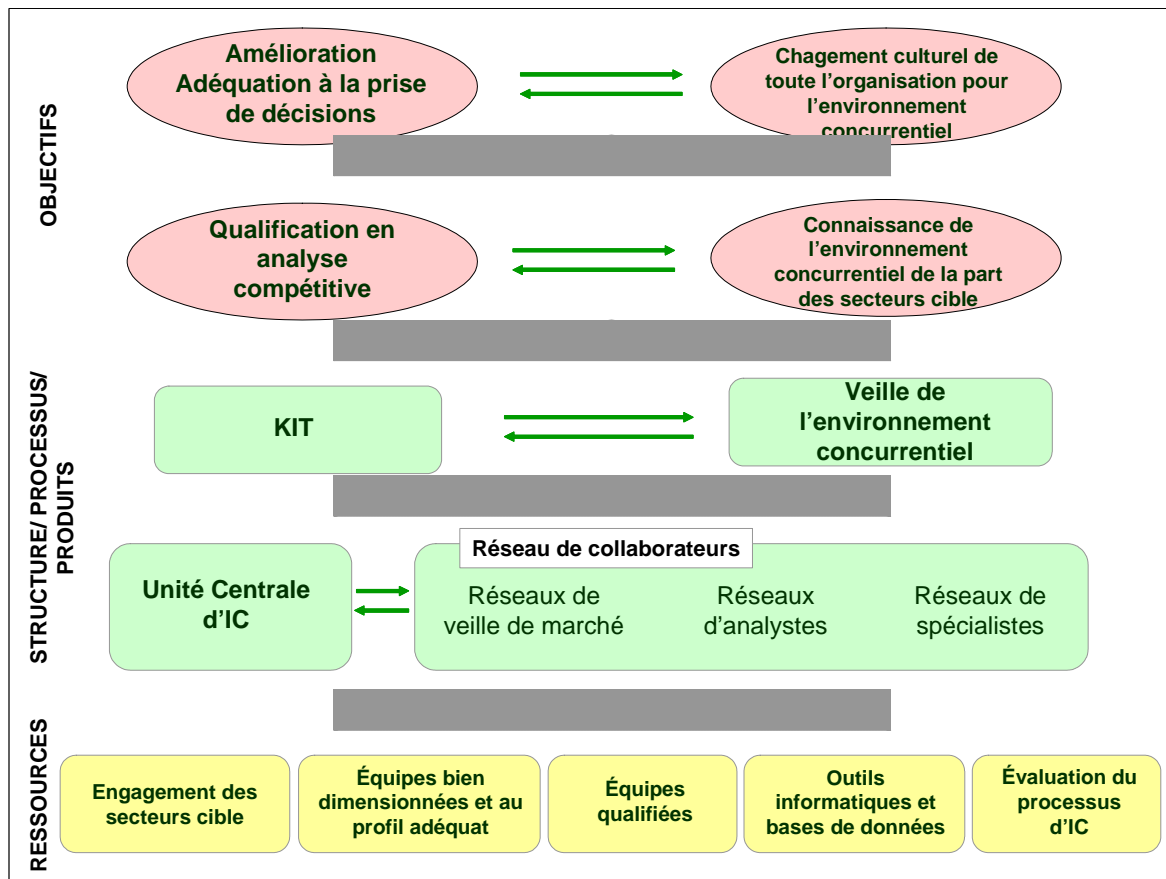 OBJECTIFS
Amélioration
Adéquation à la prise
de décisions
Chagement culturel de
toute l'organisation pour
l'environnement
concurrentiel
Qualification en
analyse
compétitive
Connaissance de
l'environnement
concurrentiel de la part
des secteurs cible
STRUCTURE/ PROCESSUS/
PRODUITS
KIT
Veille de
l'environnement
concurrentiel
Unité Centrale
d'IC
Réseau de collaborateurs
Réseaux de
veille de marché
Réseaux
d'analystes
Réseaux de
spécialistes
RESSOURCES
Engagement des
secteurs cible
Équipes bien
dimensionnées et au
profil adéquat
Équipes
qualifiées
Outils
informatiques et
bases de données
Évaluation du
processus
d'IC